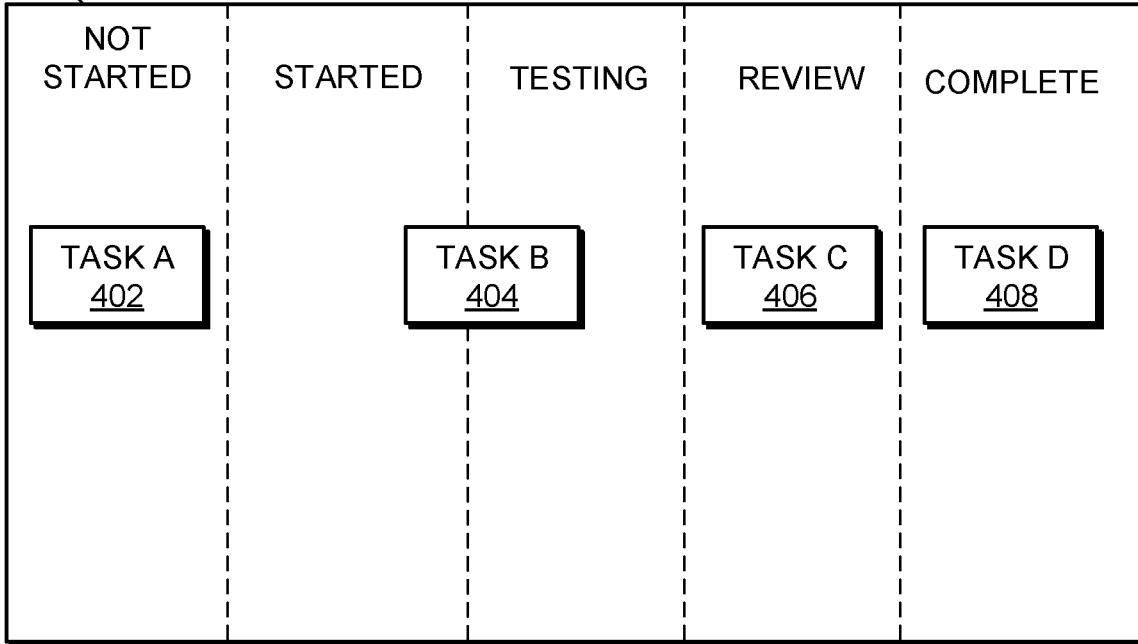 NOT
STARTED
STARTED
TESTING
REVIEW
COMPLETE
TASK A
402
TASK B
404
TASK C
406
TASK D
408